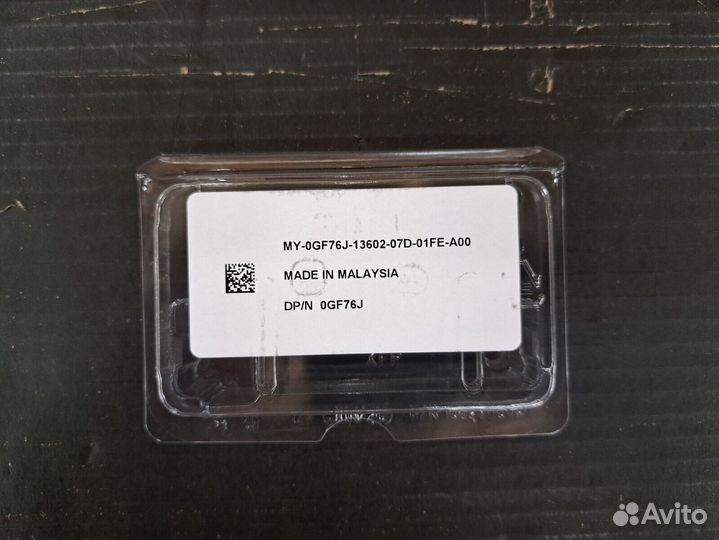 MY-0GF76J-13602-07D-01FE-A00
MADE IN MALAYSIA
DP/N 0GF76J
Avito